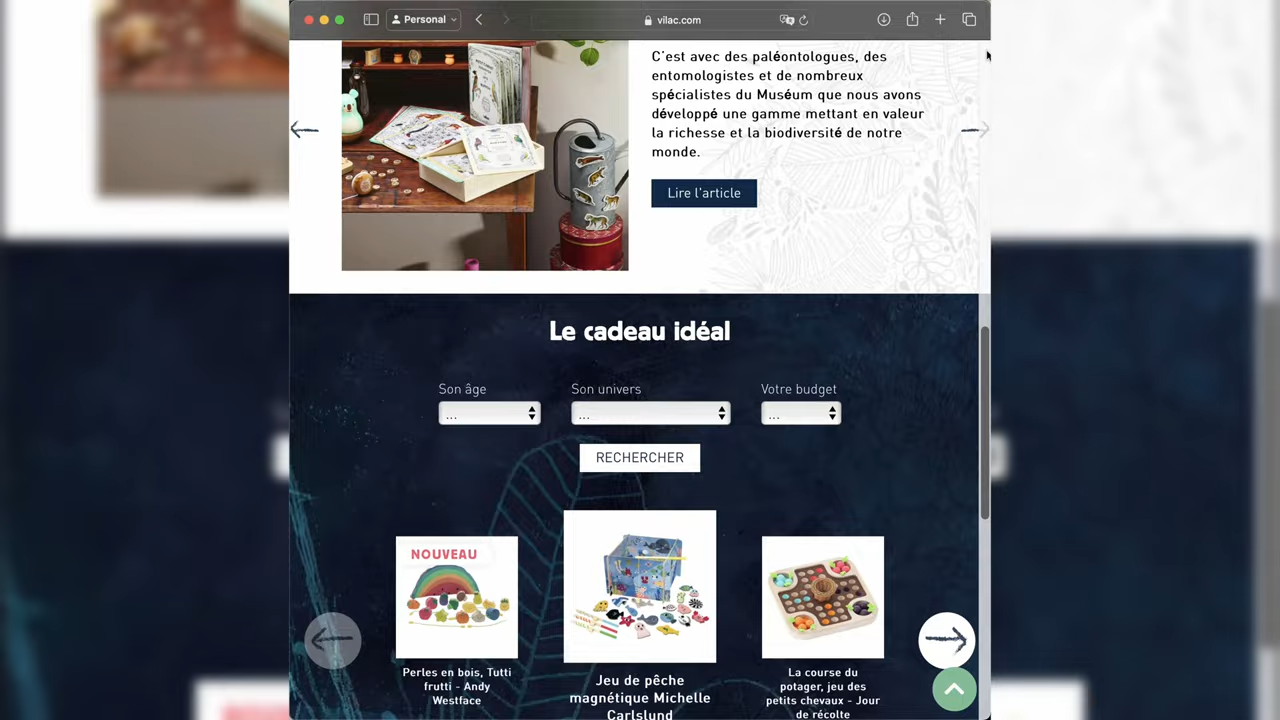 Personal
vilac.com
C'est avec des paléontologues, des
entomologistes et de nombreux
spécialistes du Muséum que nous avons
développé une gamme mettant en valeur
la richesse et la biodiversité de notre
monde.
Lire l'article
Le cadeau idéal
Son âge
Son univers
Votre budget
...
...
...
RECHERCHER
NOUVEAU
Perles en bois, Tutti
frutti - Andy
Westface
Jeu de pêche
magnétique Michelle
Carlslund
La course du
potager, jeu des
petits chevaux - Jour
de récolte